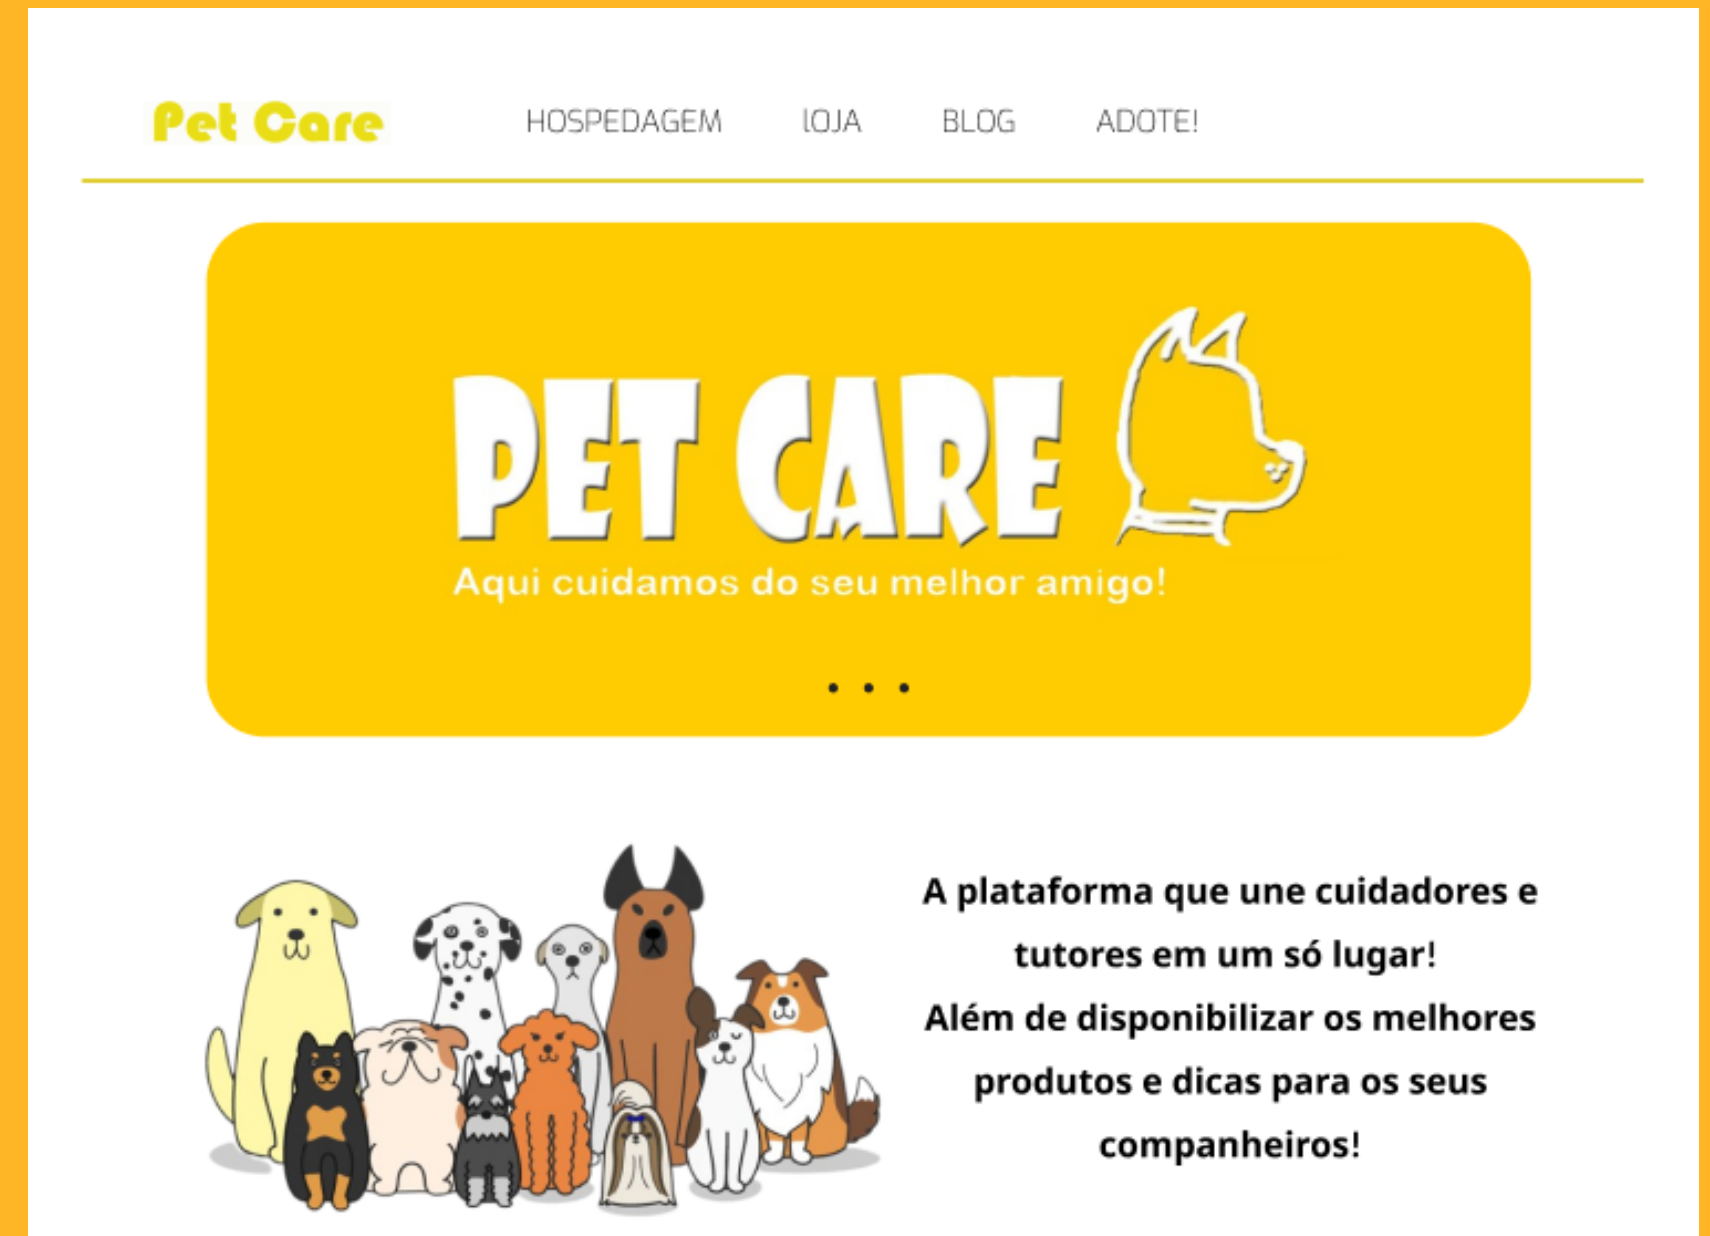 Pet Care
HOSPEDAGEM lOJA BLOG ADOTE!
PET CARE
Aqui cuidamos do seu melhor amigo!
A plataforma que une cuidadores e
tutores em um só lugar!
Além de disponibilizar os melhores
produtos e dicas para os seus
companheiros!